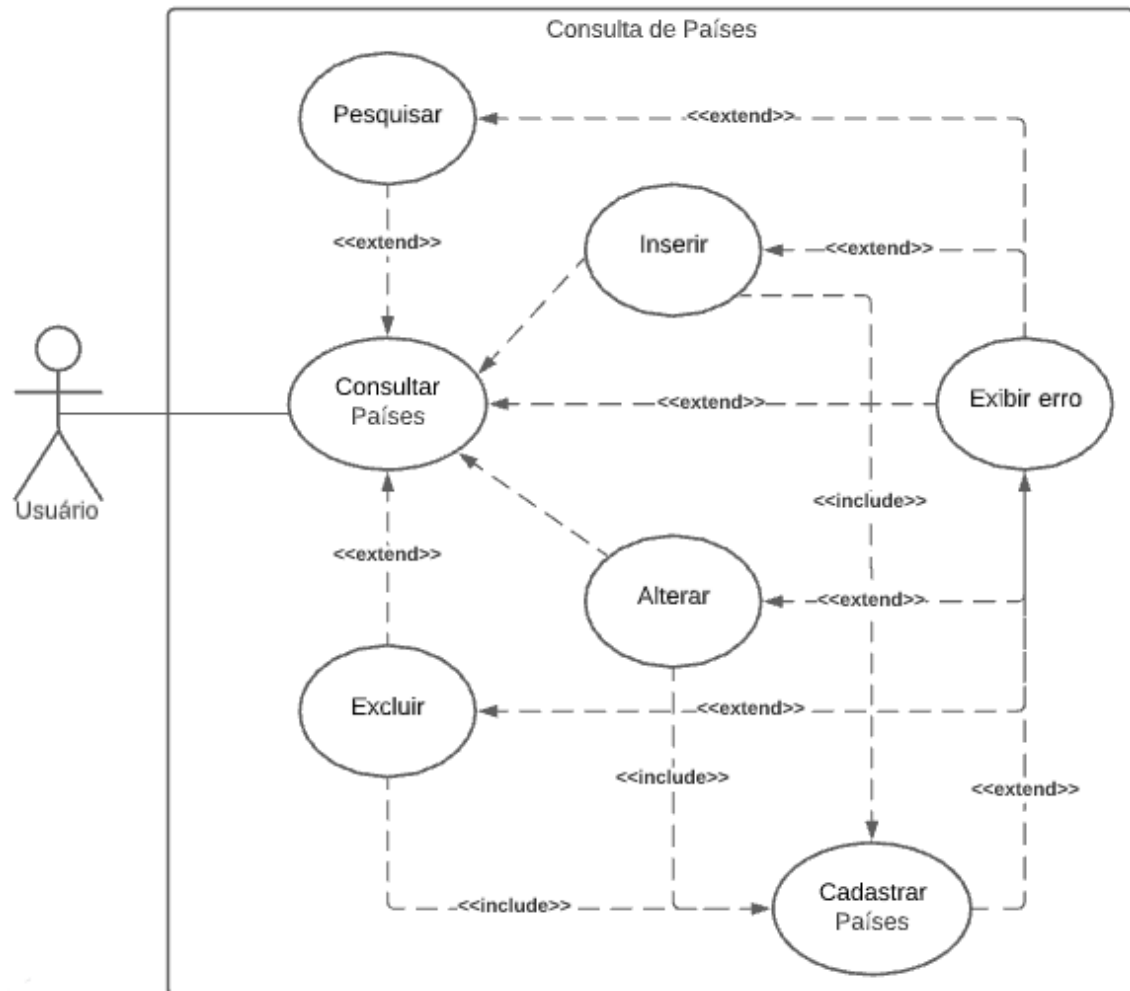 Consulta de Países
Pesquisar
<<extend>>
<<extend>>
Inserir
<<extend>>
Consultar
Países
<<extend>>
Exibir erro
Usuário
<<include>>
<<extend>>
Alterar
<<extend>>
Excluir
<<extend>>
<<include>>
<<extend>>
Cadastrar
Países
<<include>>